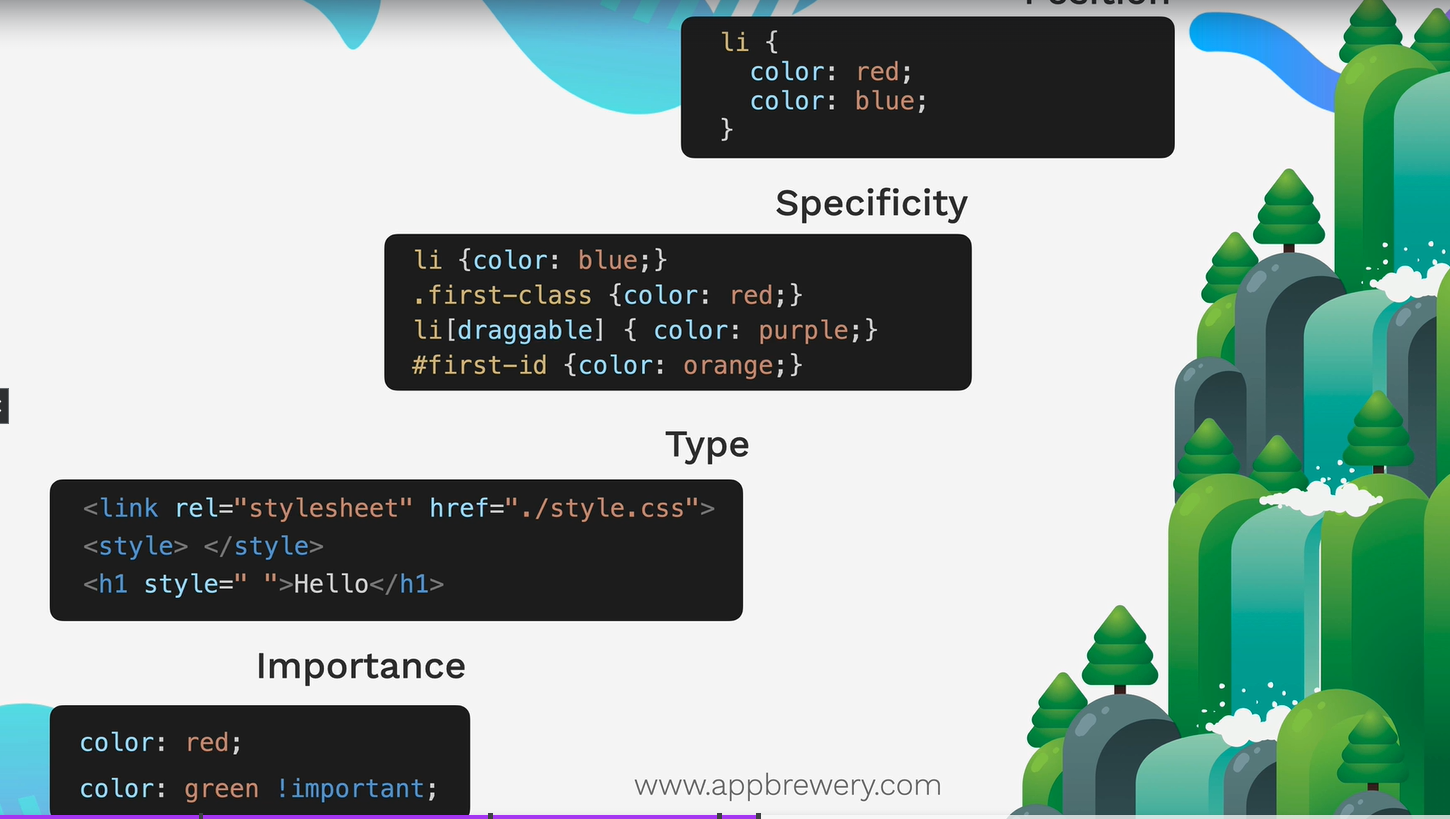 Position
li {
color: red;
color: blue;
}
Specificity
li {color: blue;}
.first-class {color: red;}
li[draggable] { color: purple;}
#first-id {color: orange;}
Type
<link rel="stylesheet" href="./style.css">
<style> </style>
<h1 style=" ">Hello</h1>
Importance
color: red;
color: green !important;
www.appbrewery.com